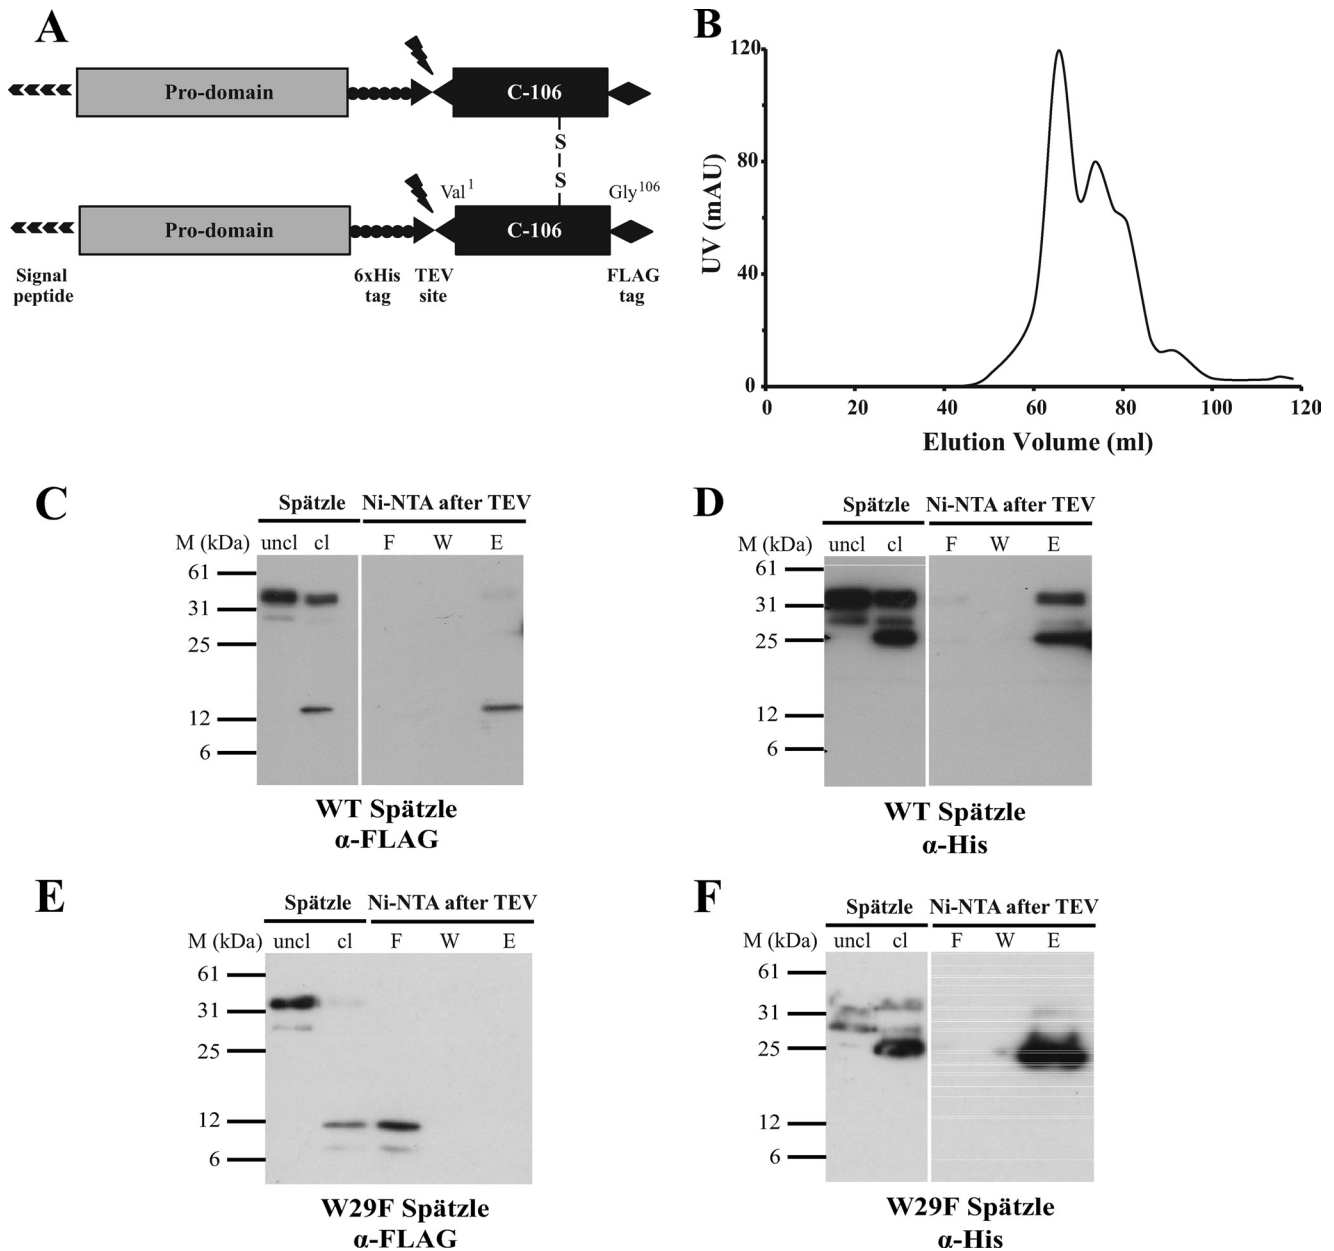 A
Pro-domain
C-106
S
S
Val1
Gly106
Pro-domain
C-106
Signal peptide
6xHis tag
TEV site
FLAG tag
B
UV (mAU)
120
80
40
0
0 20 40 60 80 100 120
Elution Volume (ml)
C
Spätzle Ni-NTA after TEV
M (kDa) uncl cl F W E
61
31
25
12
6
WT Spätzle
α-FLAG
D
Spätzle Ni-NTA after TEV
M (kDa) uncl cl F W E
61
31
25
12
6
WT Spätzle
α-His
E
Spätzle Ni-NTA after TEV
M (kDa) uncl cl F W E
61
31
25
12
6
W29F Spätzle
α-FLAG
F
Spätzle Ni-NTA after TEV
M (kDa) uncl cl F W E
61
31
25
12
6
W29F Spätzle
α-His